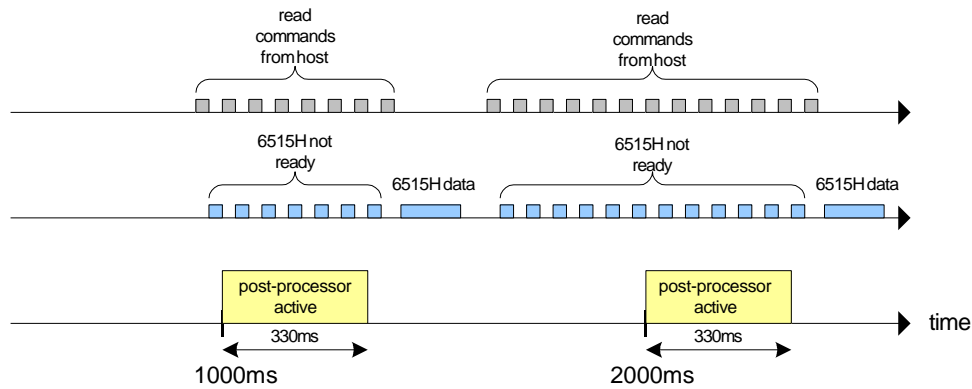 read
commands
from host
read
commands
from host
6515H not
ready
6515H data
6515H not
ready
6515H data
post-processor
active
330ms
1000ms
post-processor
active
330ms
2000ms
time